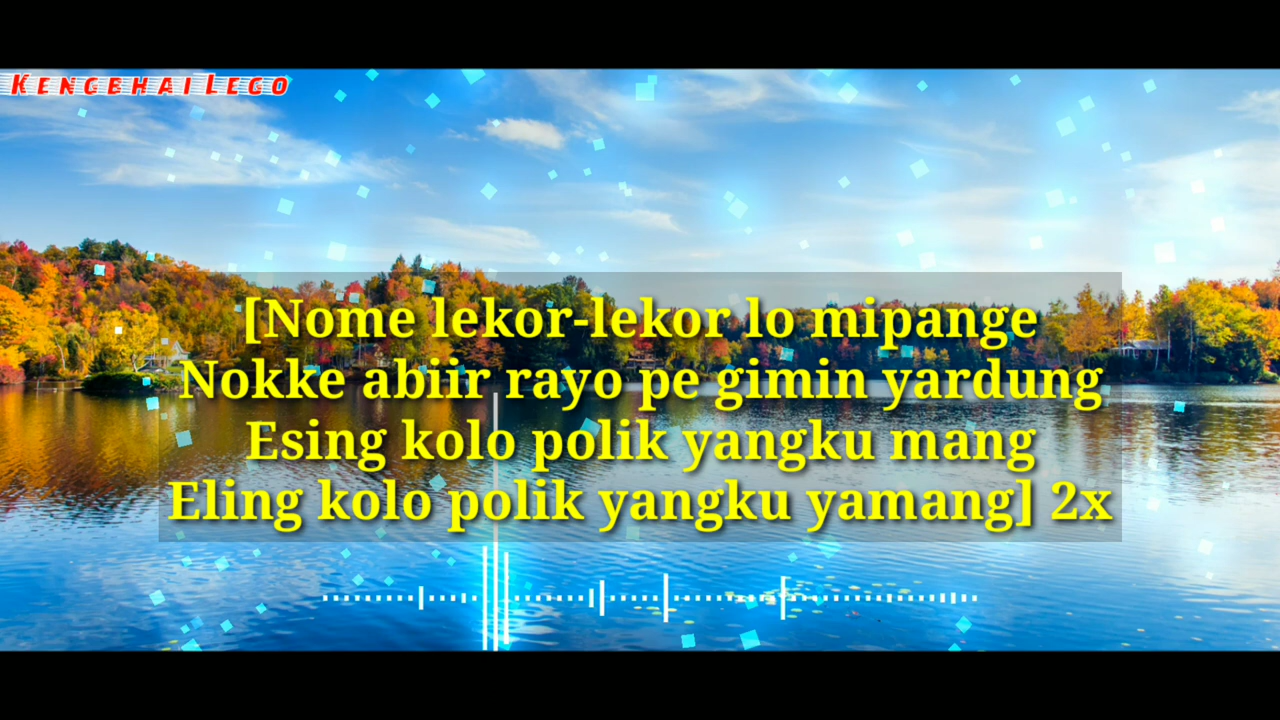 KENGBHAI LEGO
[Nome lekor-lekor lo mipange
Nokke abiir rayo pe gimin yardung
Esing kolo polik yangku mang
Eling kolo polik yangku yamang] 2x